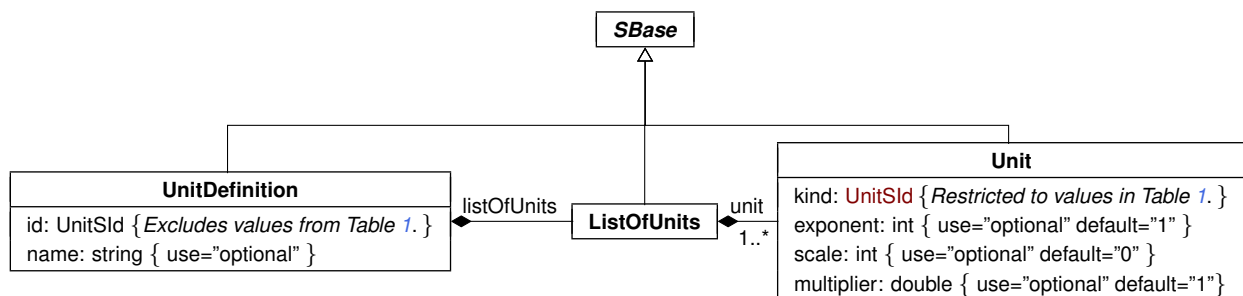 SBase
UnitDefinition
id: UnitSId {Excludes values from Table 1. }
name: string { use=”optional” }
listOfUnits
ListOfUnits
unit
1..*
Unit
kind: UnitSId {Restricted to values in Table 1. }
exponent: int { use=”optional” default=”1” }
scale: int { use=”optional” default=”0” }
multiplier: double { use=”optional” default=”1”}